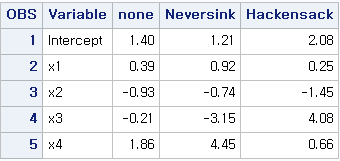 OBS Variable none Neversink Hackensack
1 Intercept 1.40 1.21 2.08
2 x1 0.39 0.92 0.25
3 x2 -0.93 -0.74 -1.45
4 x3 -0.21 -3.15 4.08
5 x4 1.86 4.45 0.66